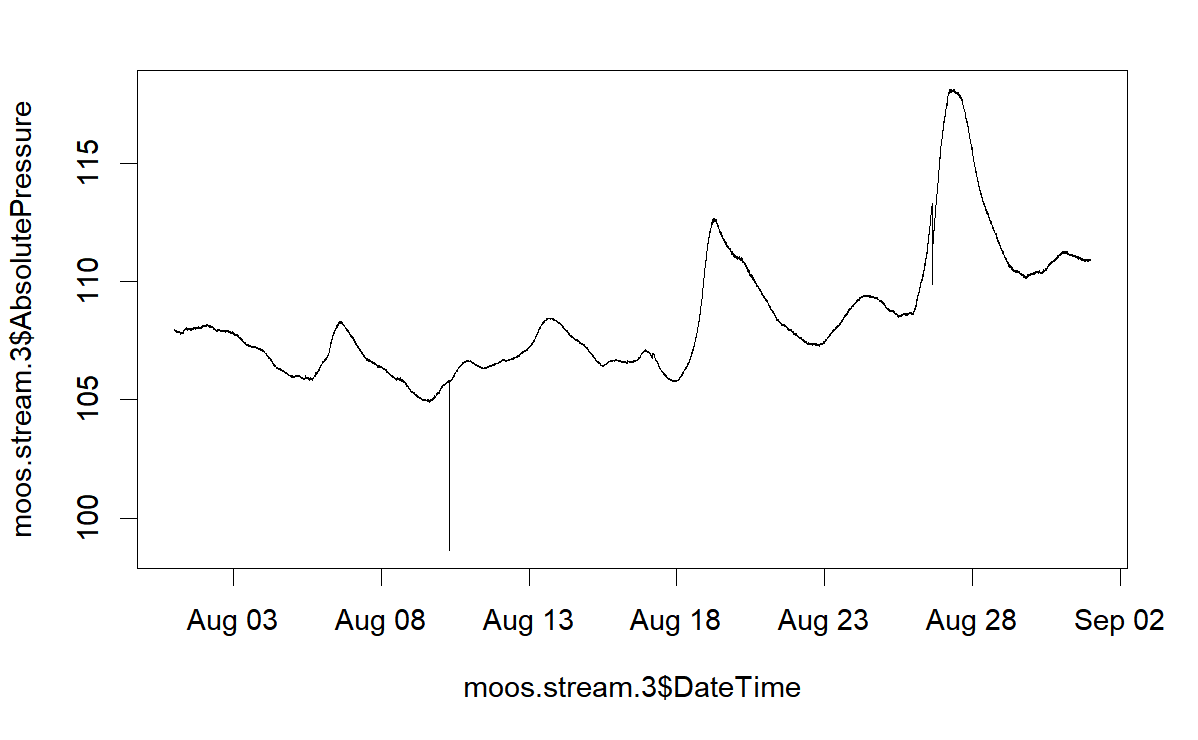 moos.stream.3$AbsolutePressure
115
110
105
100
Aug 03 Aug 08 Aug 13 Aug 18 Aug 23 Aug 28 Sep 02
moos.stream.3$DateTime